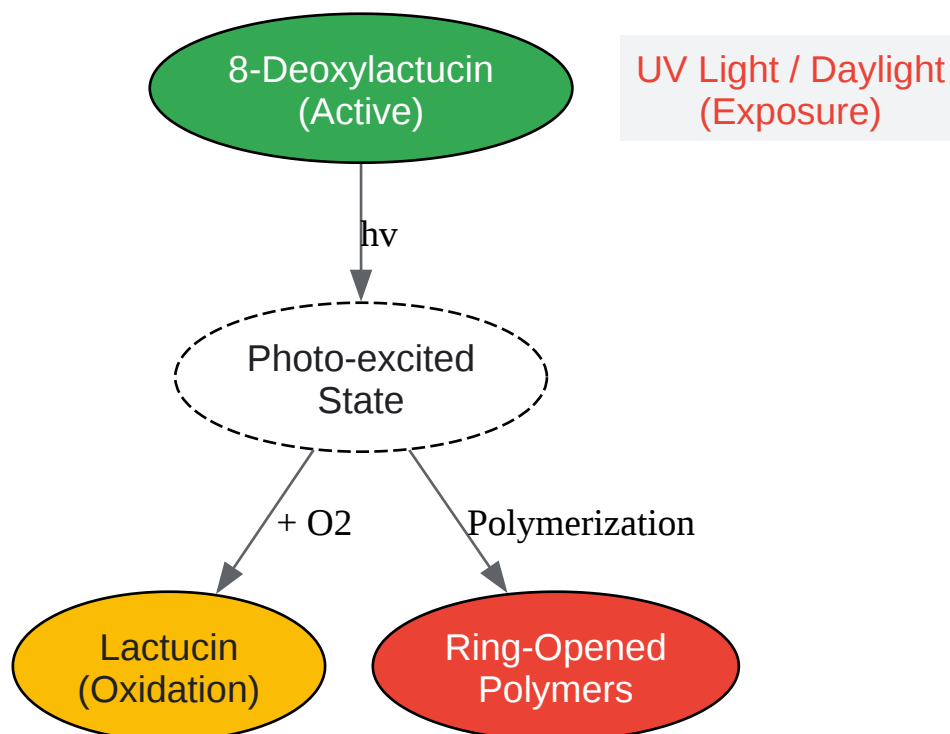 8-Deoxylactucin
(Active)
UV Light / Daylight
(Exposure)
hv
Photo-excited
State
+ O2
Polymerization
Lactucin
(Oxidation)
Ring-Opened
Polymers